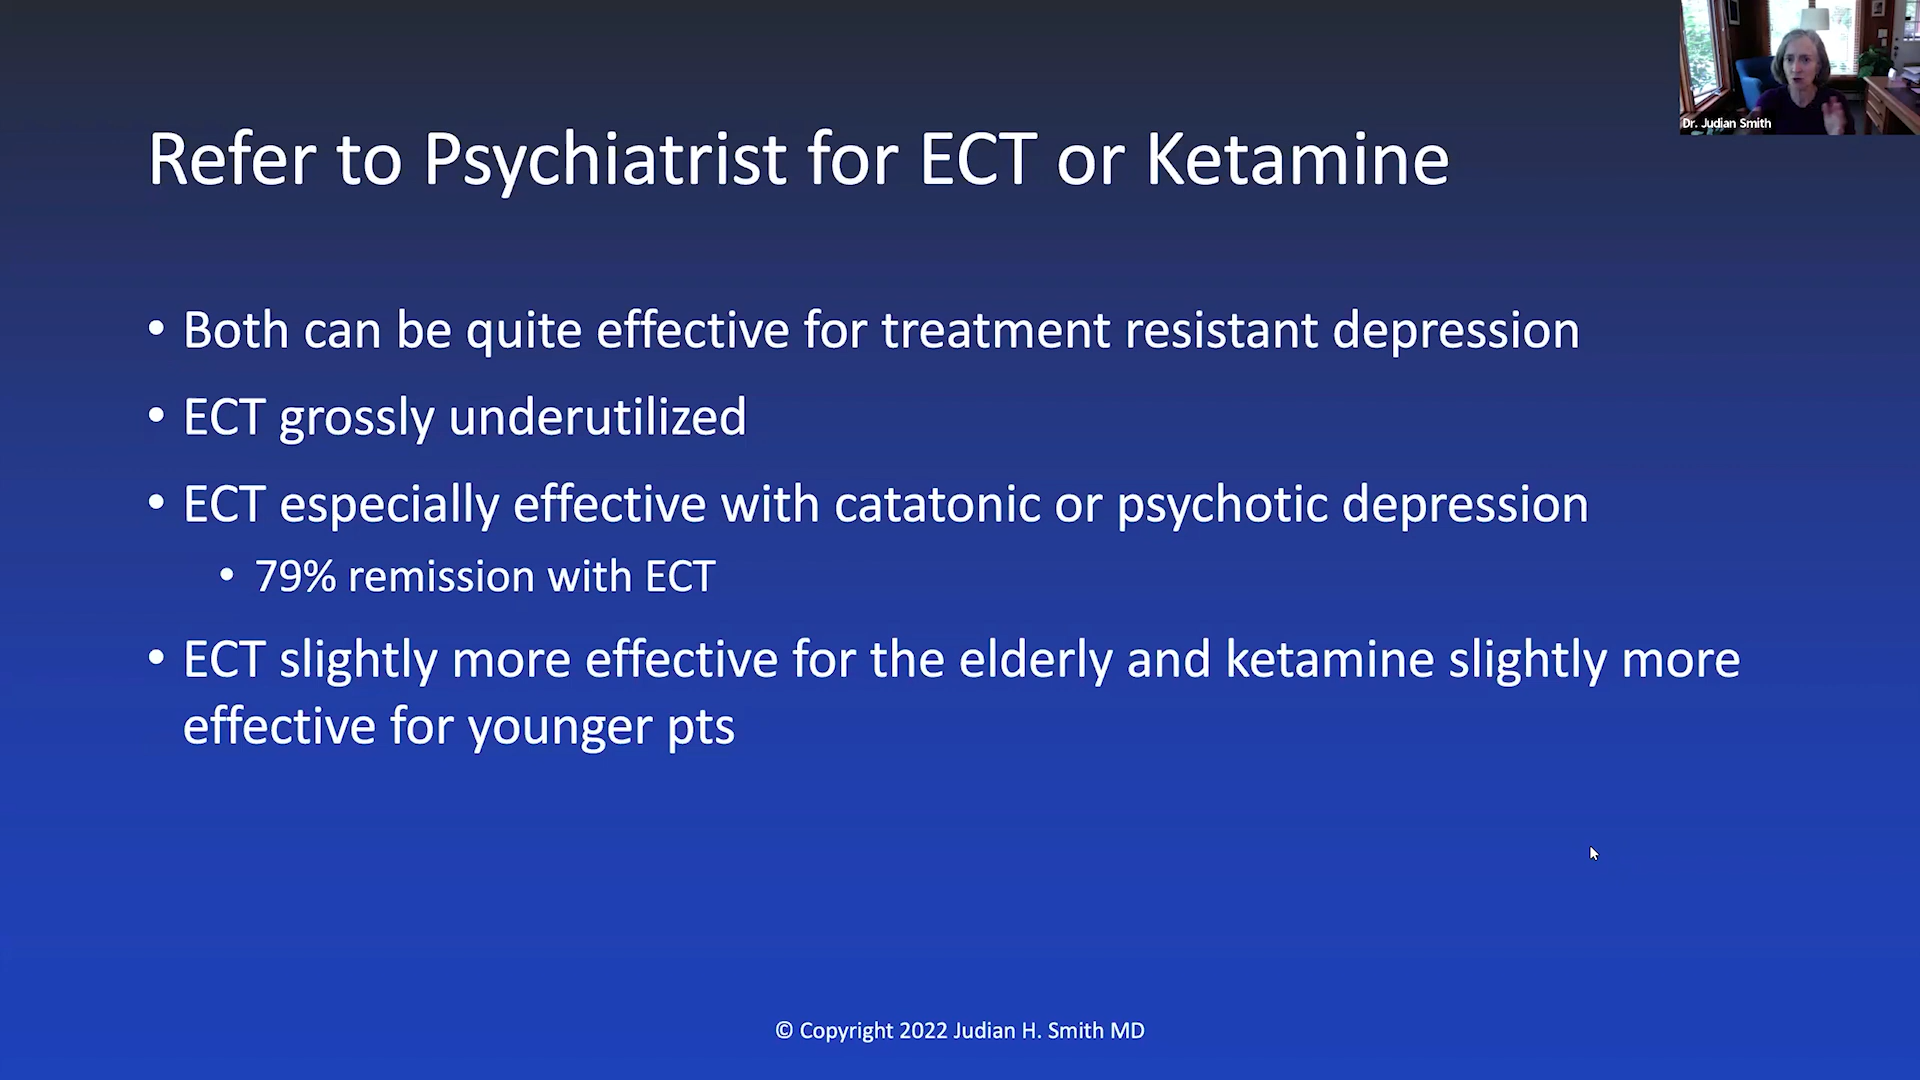 Dr. Judian Smith
Refer to Psychiatrist for ECT or Ketamine
• Both can be quite effective for treatment resistant depression
• ECT grossly underutilized
• ECT especially effective with catatonic or psychotic depression
• 79% remission with ECT
• ECT slightly more effective for the elderly and ketamine slightly more
effective for younger pts
© Copyright 2022 Judian H. Smith MD